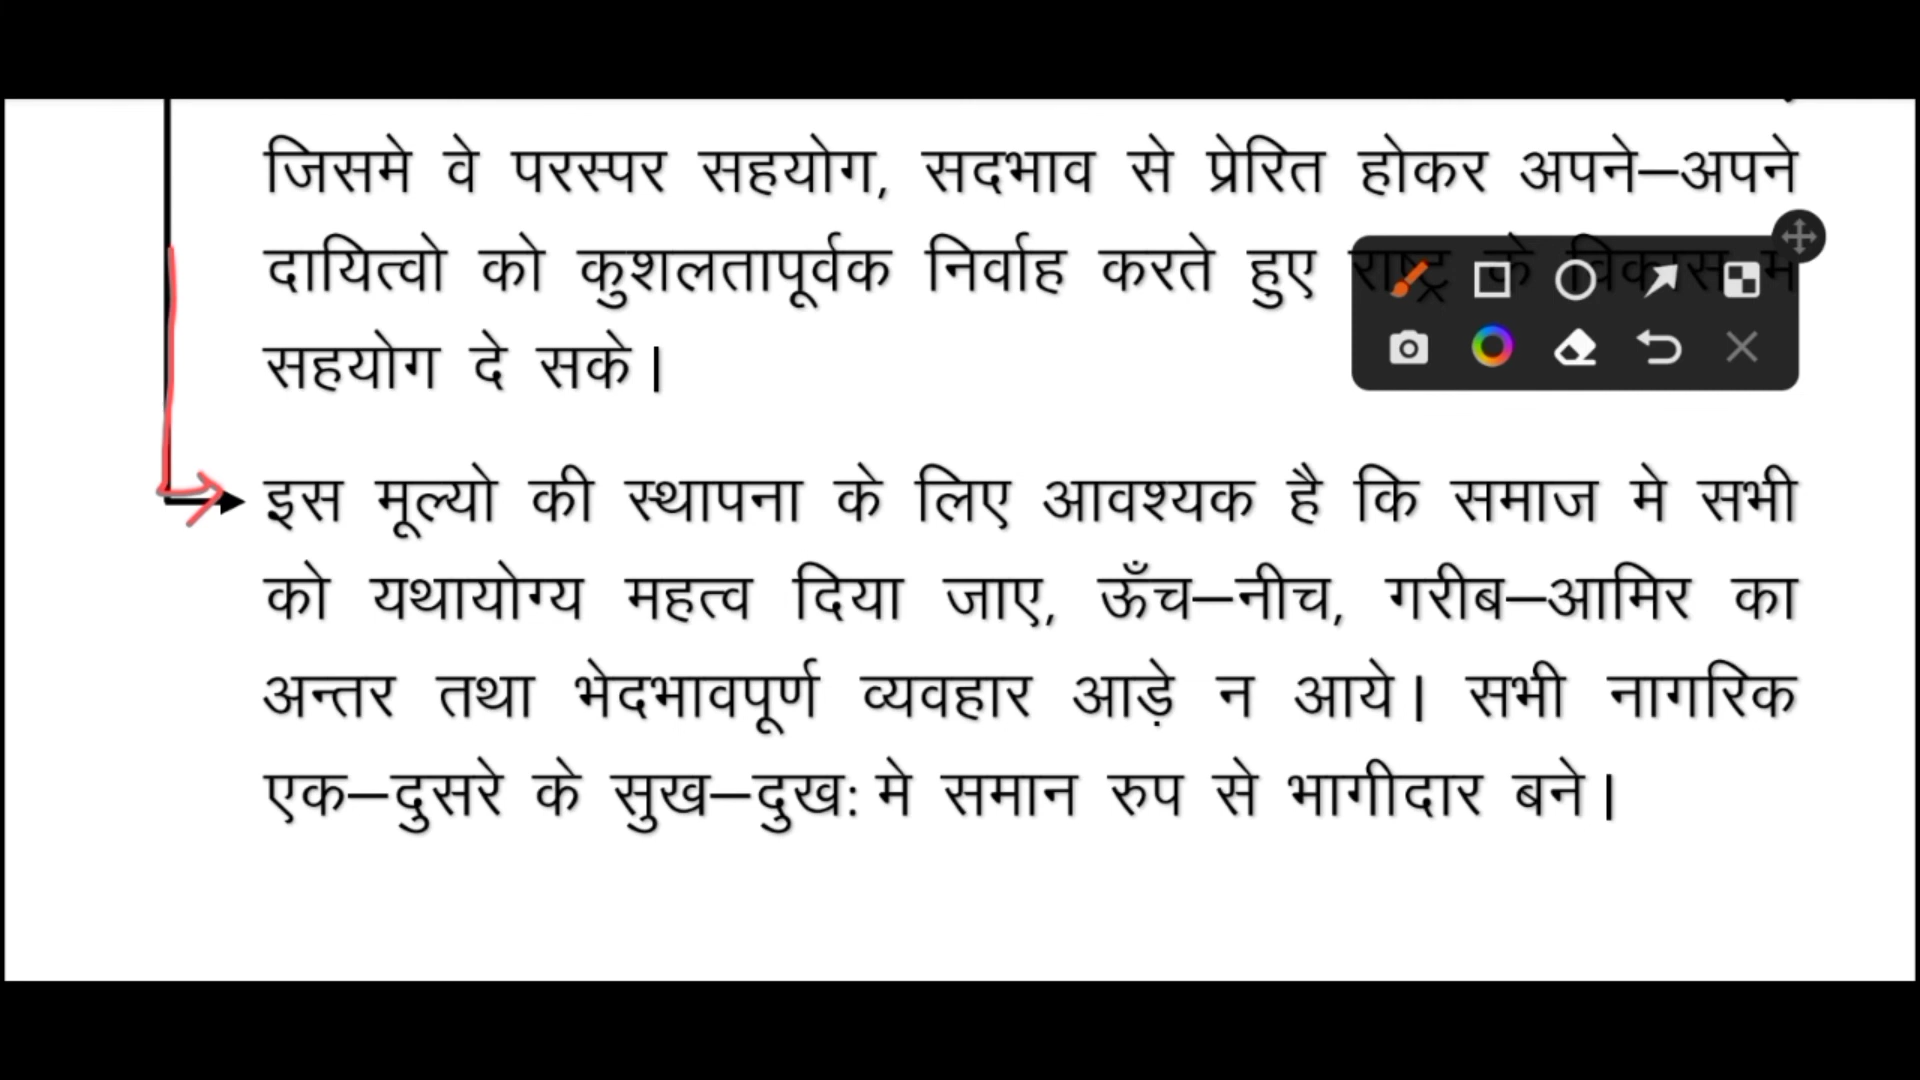 जिसमे वे परस्पर सहयोग, सदभाव से प्रेरित होकर अपने–अपने
दायित्वो को कुशलतापूर्वक निर्वाह करते हुए राष्ट्र के विकास में
सहयोग दे सके।
इस मूल्यो की स्थापना के लिए आवश्यक है कि समाज मे सभी
को यथायोग्य महत्व दिया जाए, ऊँच–नीच, गरीब–आमिर का
अन्तर तथा भेदभावपूर्ण व्यवहार आड़े न आये। सभी नागरिक
एक–दुसरे के सुख–दुखः मे समान रुप से भागीदार बने।